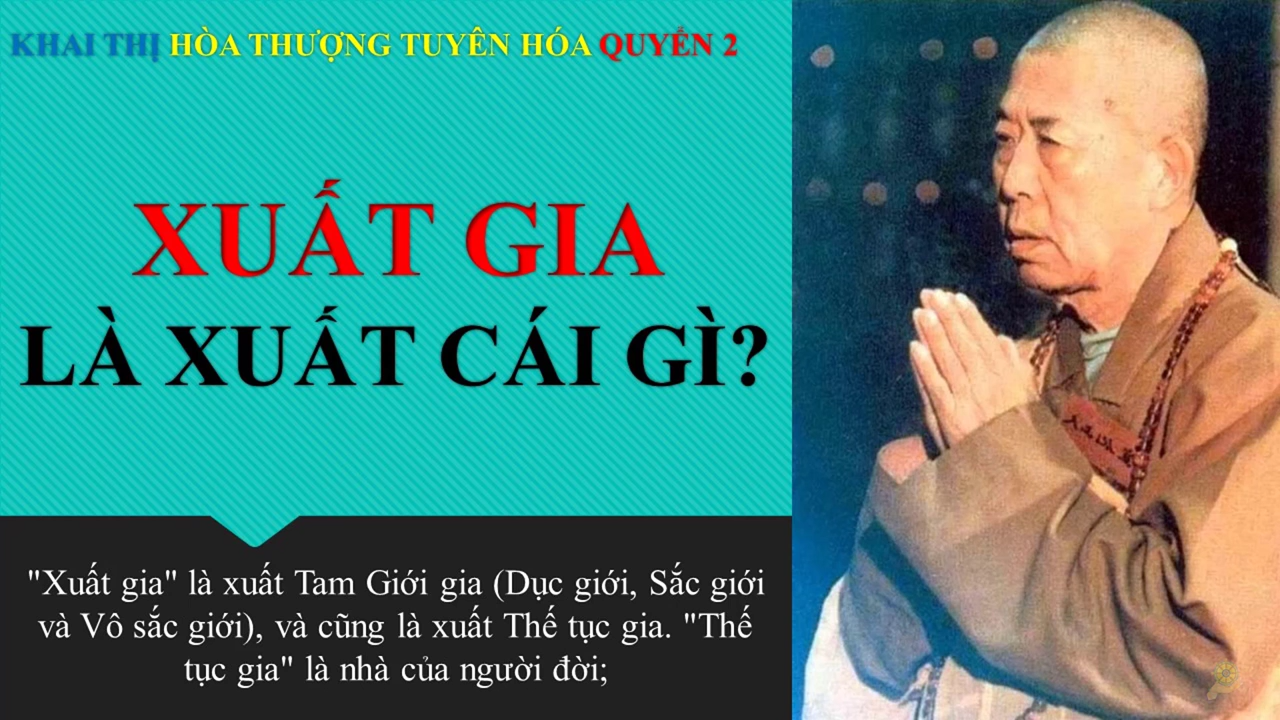 KHAI THỊ HÒA THƯỢNG TUYÊN HÓA QUYỂN 2
XUẤT GIA
LÀ XUẤT CÁI GÌ?
"Xuất gia" là xuất Tam Giới gia (Dục giới, Sắc giới
và Vô sắc giới), và cũng là xuất Thế tục gia. "Thế
tục gia" là nhà của người đời;